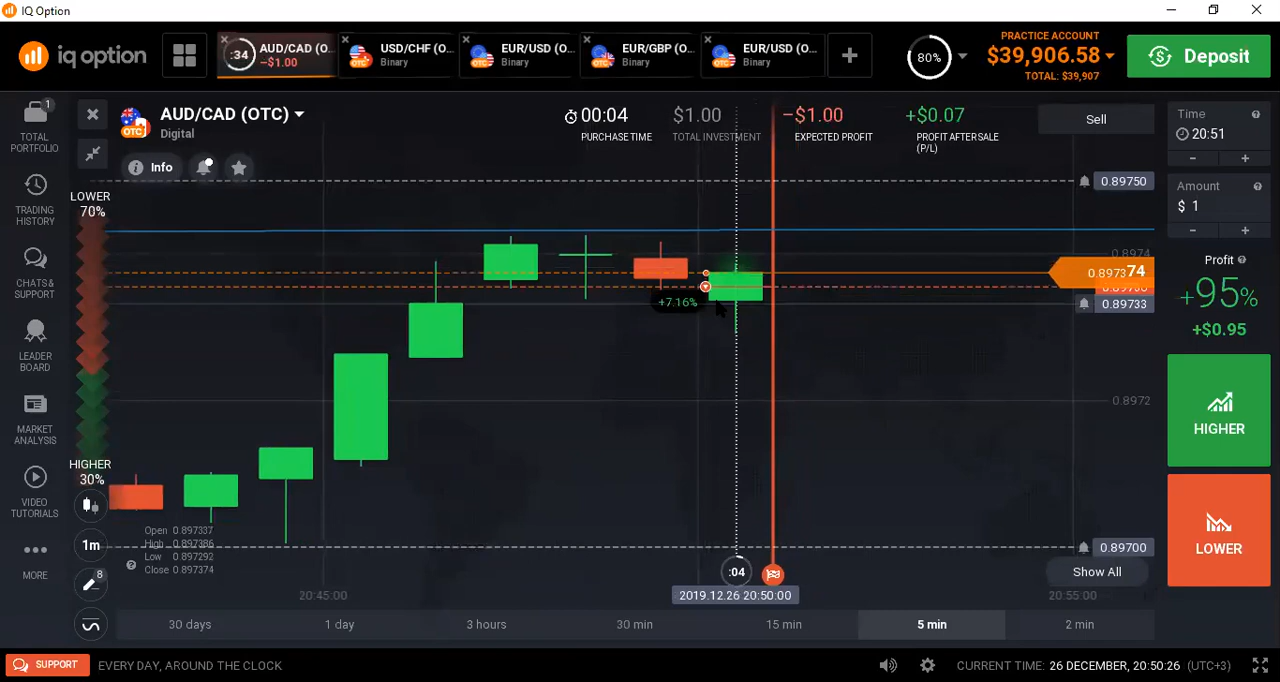 IQ Option
iq option
:34
AUD/CAD (O...
−$1.00
USD/CHF (O...
Binary
EUR/USD (O...
Binary
EUR/GBP (O...
Binary
EUR/USD (O...
Binary
80%
PRACTICE ACCOUNT
$39,906.58
TOTAL: $39,907
Deposit
1
TOTAL
PORTFOLIO
TRADING
HISTORY
CHATS &
SUPPORT
LEADER
BOARD
MARKET
ANALYSIS
VIDEO
TUTORIALS
MORE
AUD/CAD (OTC)
Digital
Info
00:04
PURCHASE TIME
$1.00
TOTAL INVESTMENT
−$1.00
EXPECTED PROFIT
+$0.07
PROFIT AFTER SALE
(P/L)
Sell
LOWER
70%
HIGHER
30%
0.89750
0.8974
0.897374
0.89733
0.8972
0.89700
+7.16%
Open 0.897337
High 0.897386
Low 0.897292
Close 0.897374
1m
8
:04
Show All
20:45:00
2019.12.26 20:50:00
20:55:00
30 days
1 day
3 hours
30 min
15 min
5 min
2 min
Time
20:51
Amount
$ 1
Profit
+95%
+$0.95
HIGHER
LOWER
SUPPORT
EVERY DAY, AROUND THE CLOCK
CURRENT TIME: 26 DECEMBER, 20:50:26 (UTC+3)